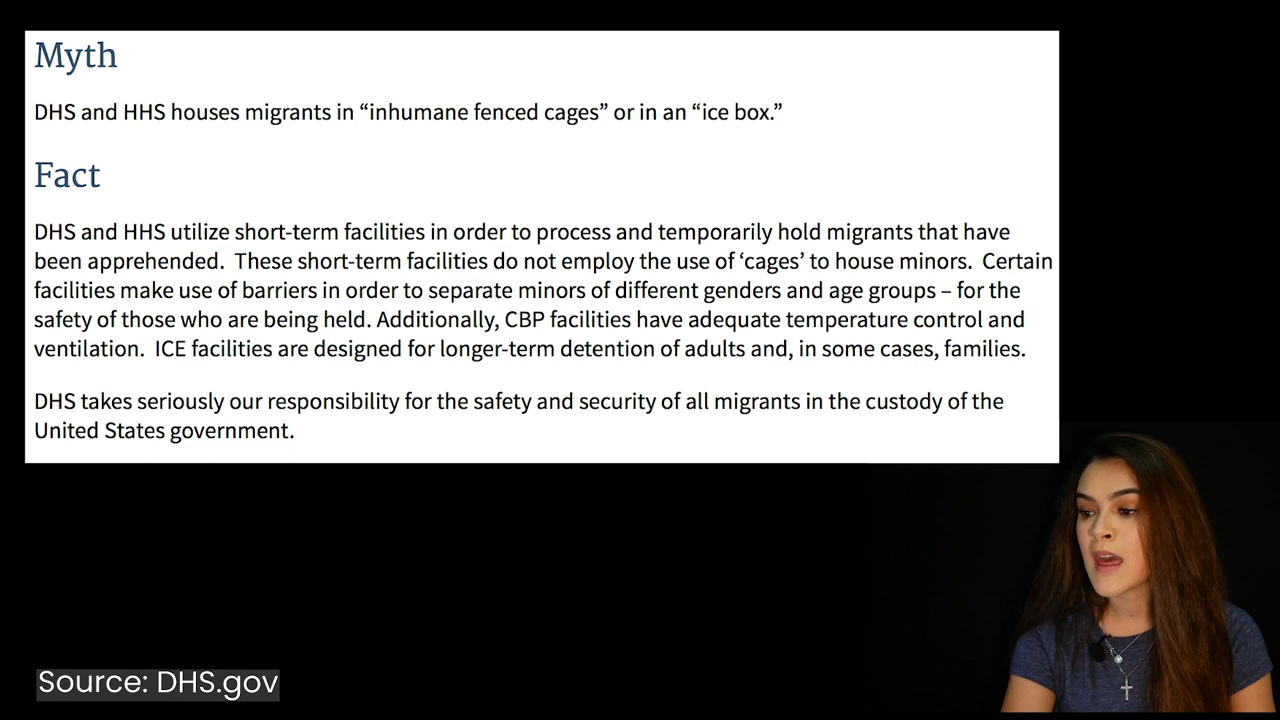 Myth
DHS and HHS houses migrants in “inhumane fenced cages” or in an “ice box.”
Fact
DHS and HHS utilize short-term facilities in order to process and temporarily hold migrants that have
been apprehended.  These short-term facilities do not employ the use of ‘cages’ to house minors.  Certain
facilities make use of barriers in order to separate minors of different genders and age groups – for the
safety of those who are being held. Additionally, CBP facilities have adequate temperature control and
ventilation.  ICE facilities are designed for longer-term detention of adults and, in some cases, families.
DHS takes seriously our responsibility for the safety and security of all migrants in the custody of the
United States government.
Source: DHS.gov